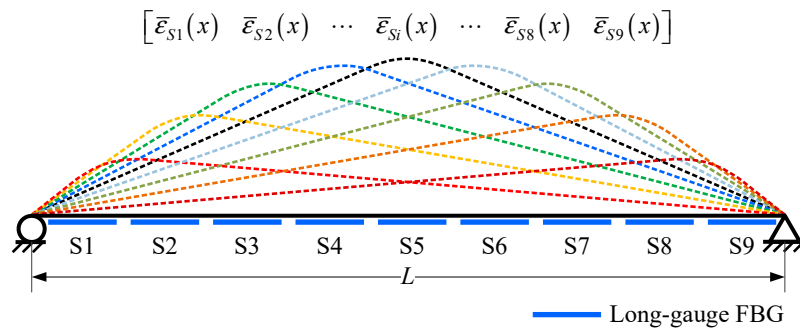 [ε̅S1(x) ε̅S2(x) ⋯ ε̅Si(x) ⋯ ε̅S8(x) ε̅S9(x)]
S1 S2 S3 S4 S5 S6 S7 S8 S9
L
Long-gauge FBG